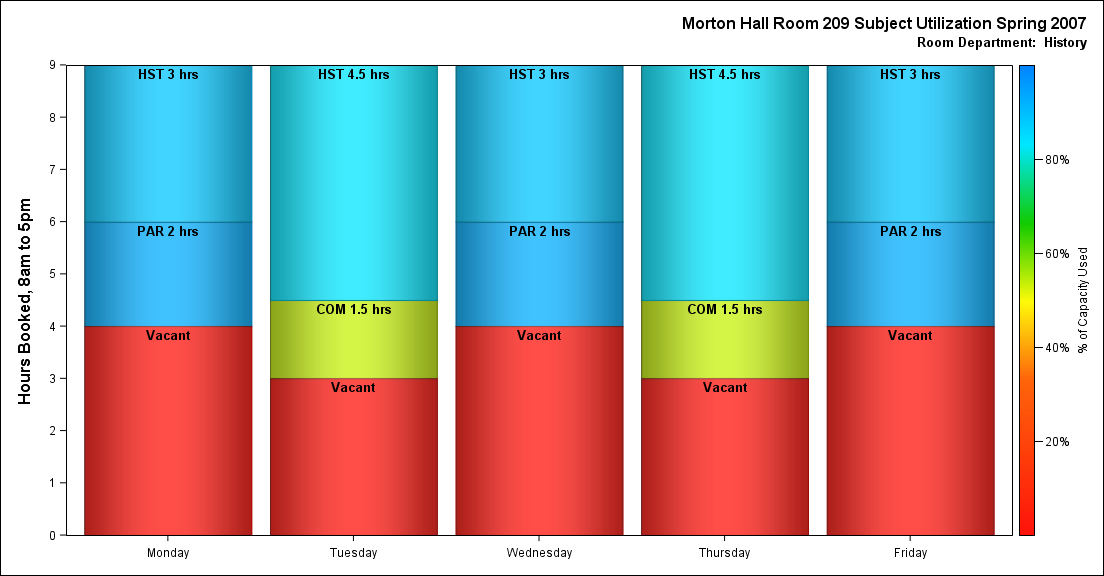 Morton Hall Room 209 Subject Utilization Spring 2007
Room Department:  History
Hours Booked, 8am to 5pm
9
8
7
6
5
4
3
2
1
0
HST 3 hrs
PAR 2 hrs
Vacant
Monday
HST 4.5 hrs
COM 1.5 hrs
Vacant
Tuesday
HST 3 hrs
PAR 2 hrs
Vacant
Wednesday
HST 4.5 hrs
COM 1.5 hrs
Vacant
Thursday
HST 3 hrs
PAR 2 hrs
Vacant
Friday
80%
60%
40%
20%
% of Capacity Used